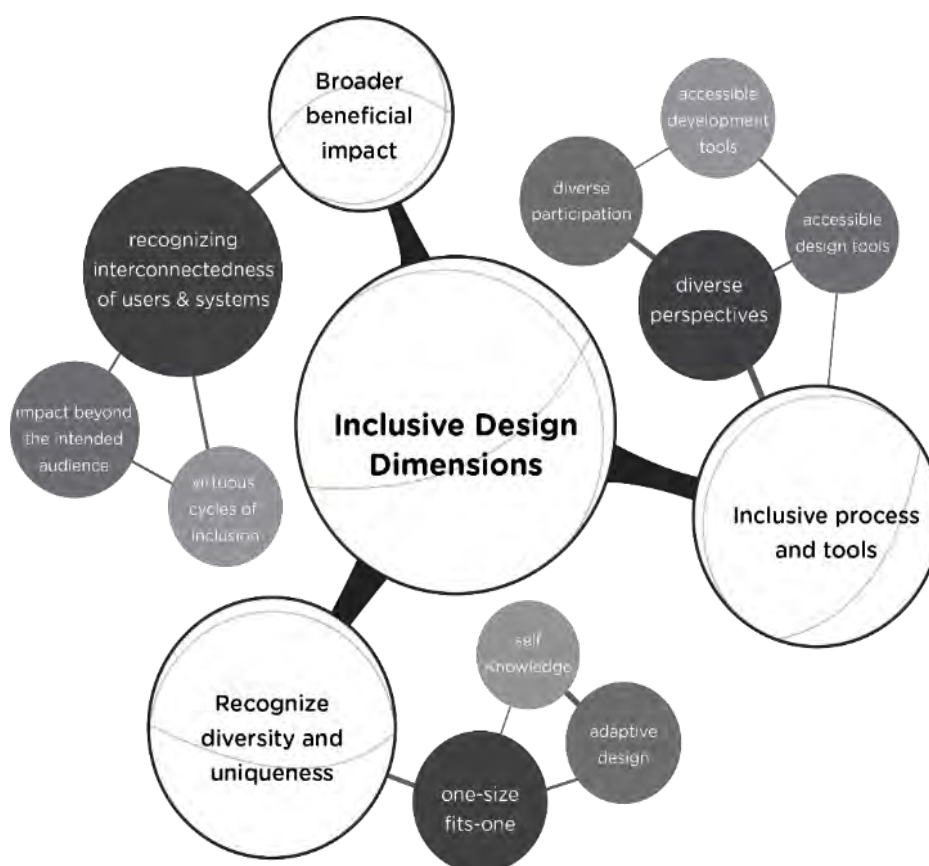 Broader
beneficial
impact
recognizing
interconnectedness
of users & systems
impact beyond
the intended
audience
virtuous
cycles of
inclusion
accessible
development
tools
diverse
participation
accessible
design tools
diverse
perspectives
Inclusive Design
Dimensions
Inclusive process
and tools
Recognize
diversity and
uniqueness
self
knowledge
adaptive
design
one-size
fits-one